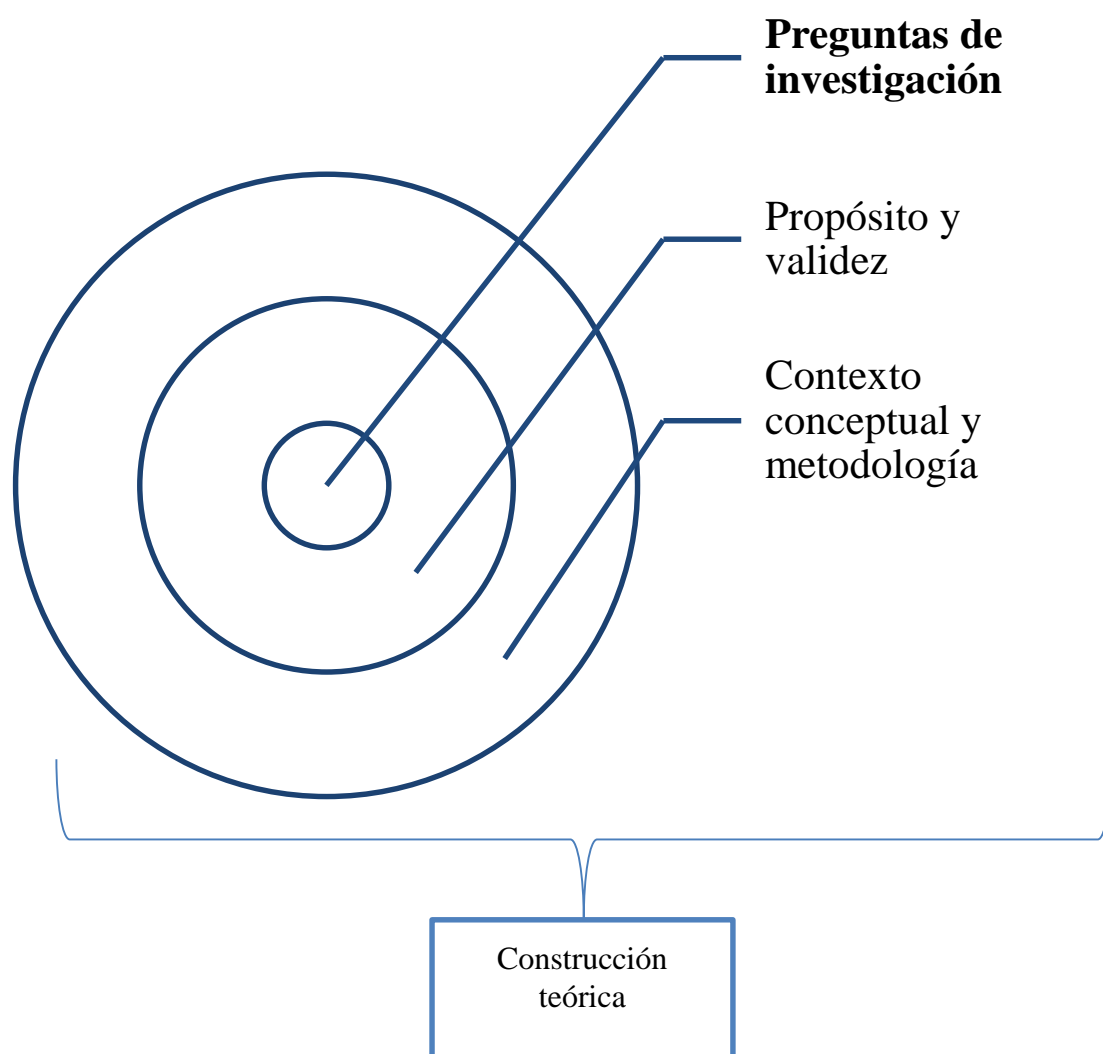 Preguntas de
investigación
Propósito y
validez
Contexto
conceptual y
metodología
Construcción
teórica